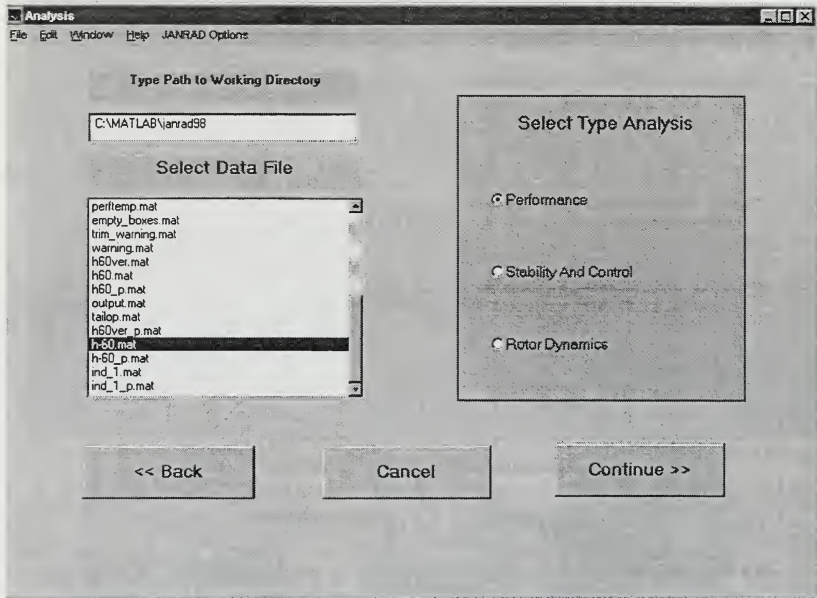 Analysis
File Edit Window Help JANRAD Options
Type Path to Working Directory
C:\MATLAB\janrad98
Select Data File
perftemp.mat
empty_boxes.mat
trim_warning.mat
warning.mat
h60ver.mat
h60.mat
h60_p.mat
output.mat
tailop.mat
h60ver_p.mat
h-60.mat
h-60_p.mat
ind_1.mat
ind_1_p.mat
Select Type Analysis
Performance
Stability And Control
Rotor Dynamics
<< Back
Cancel
Continue >>